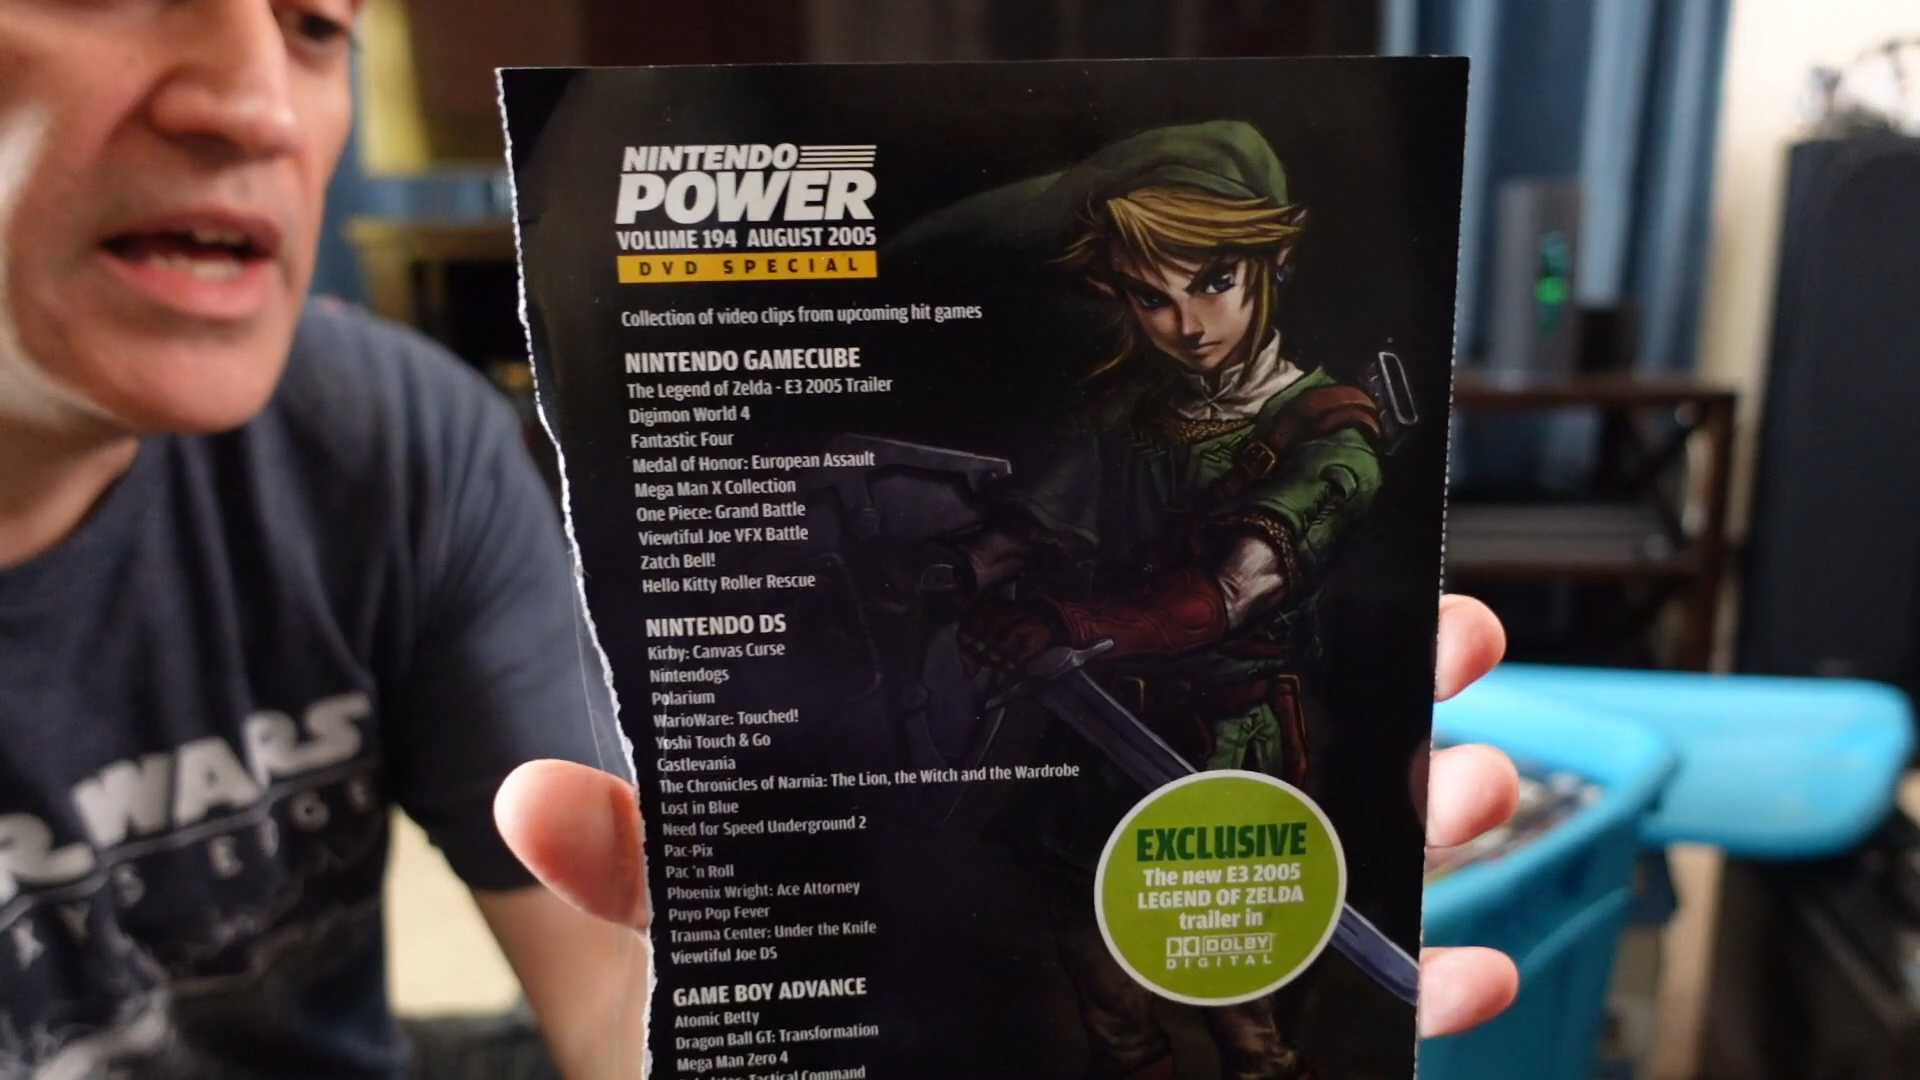 NINTENDO
POWER
VOLUME 194 AUGUST 2005
DVD SPECIAL
Collection of video clips from upcoming hit games
NINTENDO GAMECUBE
The Legend of Zelda - E3 2005 Trailer
Digimon World 4
Fantastic Four
Medal of Honor: European Assault
Mega Man X Collection
One Piece: Grand Battle
Viewtiful Joe VFX Battle
Zatch Bell!
Hello Kitty Roller Rescue
NINTENDO DS
Kirby: Canvas Curse
Nintendogs
Polarium
WarioWare: Touched!
Yoshi Touch & Go
Castlevania
The Chronicles of Narnia: The Lion, the Witch and the Wardrobe
Lost in Blue
Need for Speed Underground 2
Pac-Pix
Pac 'n Roll
Phoenix Wright: Ace Attorney
Puyo Pop Fever
Trauma Center: Under the Knife
Viewtiful Joe DS
GAME BOY ADVANCE
Atomic Betty
Dragon Ball GT: Transformation
Mega Man Zero 4
Tactical Command
EXCLUSIVE
The new E3 2005
LEGEND OF ZELDA
trailer in
DOLBY
DIGITAL
R WARS